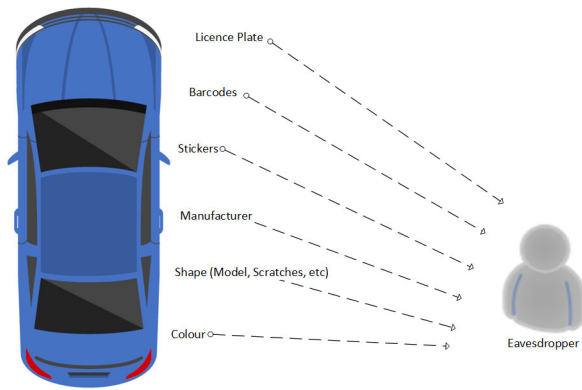 Licence Plate
Barcodes
Stickers
Manufacturer
Shape (Model, Scratches, etc)
Colour
Eavesdropper